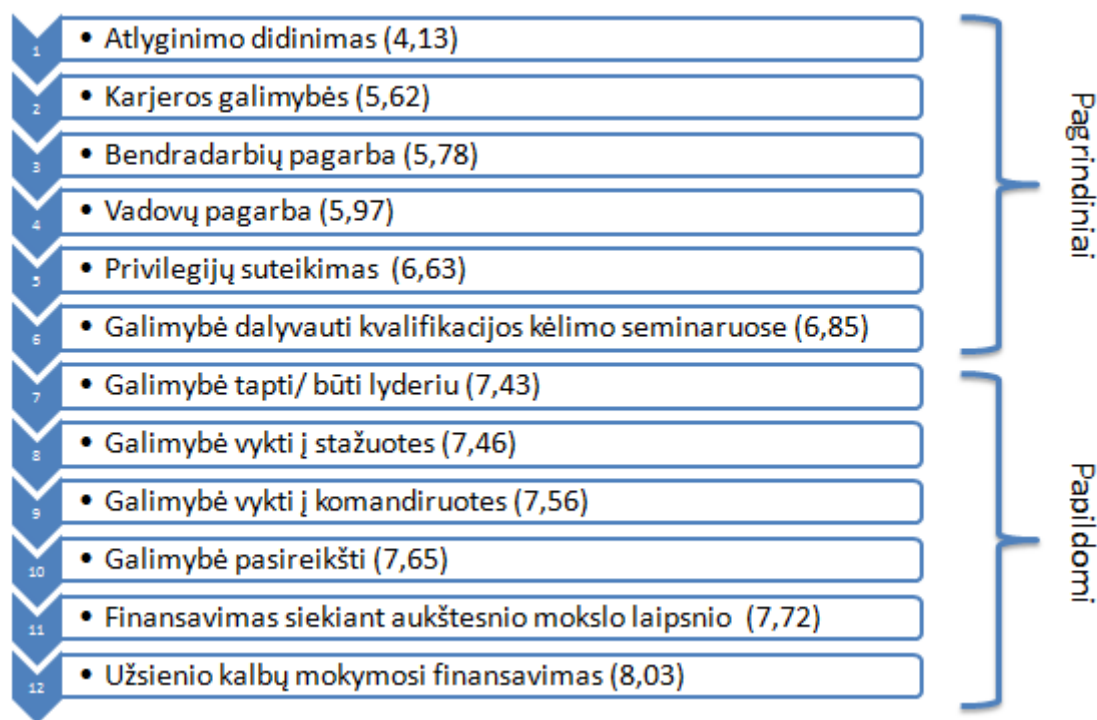 1 • Atlyginimo didinimas (4,13)
2 • Karjeros galimybės (5,62)
3 • Bendradarbių pagarba (5,78)
4 • Vadovų pagarba (5,97)
5 • Privilegijų suteikimas (6,63)
6 • Galimybė dalyvauti kvalifikacijos kėlimo seminaruose (6,85)
Pagrindiniai
7 • Galimybė tapti/ būti lyderiu (7,43)
8 • Galimybė vykti į stažuotes (7,46)
9 • Galimybė vykti į komandiruotes (7,56)
10 • Galimybė pasireikšti (7,65)
11 • Finansavimas siekiant aukštesnio mokslo laipsnio (7,72)
12 • Užsienio kalbų mokymosi finansavimas (8,03)
Papildomi